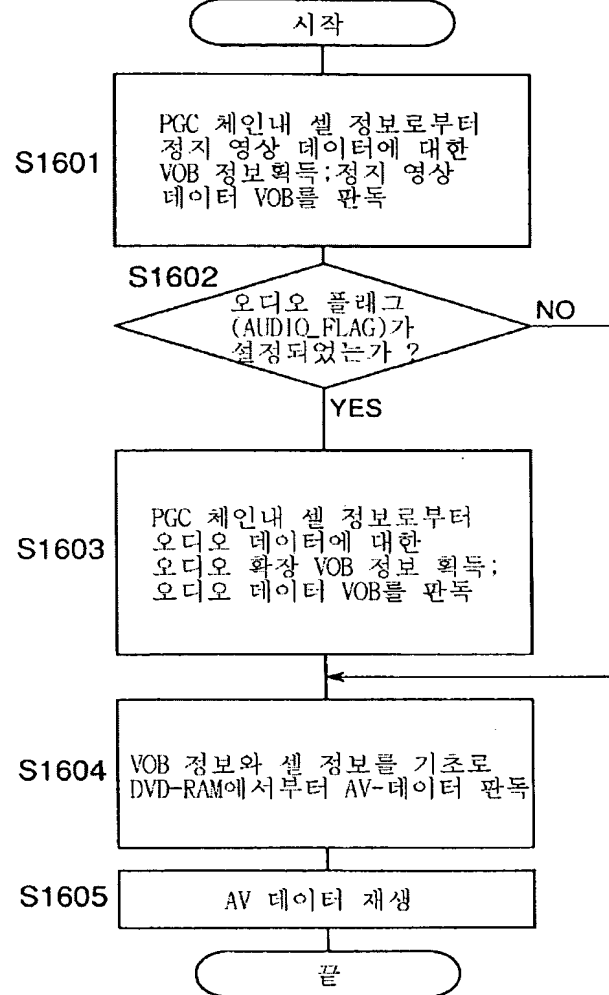 시작
S1601
PGC 체인내 셀 정보로부터
정지 영상 데이터에 대한
VOB 정보획득;정지 영상
데이터 VOB를 판독
S1602
오디오 플래그
(AUDIO_FLAG)가
설정되었는가 ?
NO
YES
S1603
PGC 체인내 셀 정보로부터
오디오 데이터에 대한
오디오 확장 VOB 정보 획득;
오디오 데이터 VOB를 판독
S1604
VOB 정보와 셀 정보를 기초로
DVD-RAM에서부터 AV-데이터 판독
S1605
AV 데이터 재생
끝